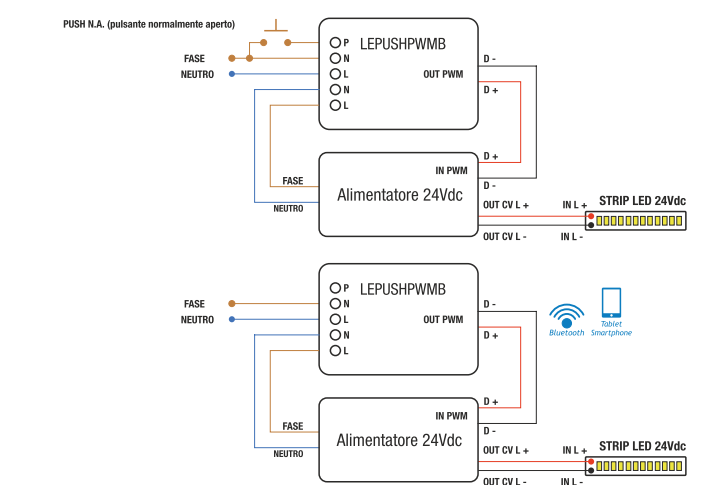 PUSH N.A. (pulsante normalmente aperto)
P
LEPUSHPWMB
FASE
N
D -
NEUTRO
L
OUT PWM
N
D +
L
D +
IN PWM
FASE
D -
Alimentatore 24Vdc
NEUTRO
OUT CV L +
IN L +
STRIP LED 24Vdc
OUT CV L -
IN L -
P
LEPUSHPWMB
FASE
N
D -
NEUTRO
L
OUT PWM
Bluetooth
Tablet
Smartphone
N
D +
L
D +
IN PWM
FASE
D -
Alimentatore 24Vdc
NEUTRO
OUT CV L +
IN L +
STRIP LED 24Vdc
OUT CV L -
IN L -